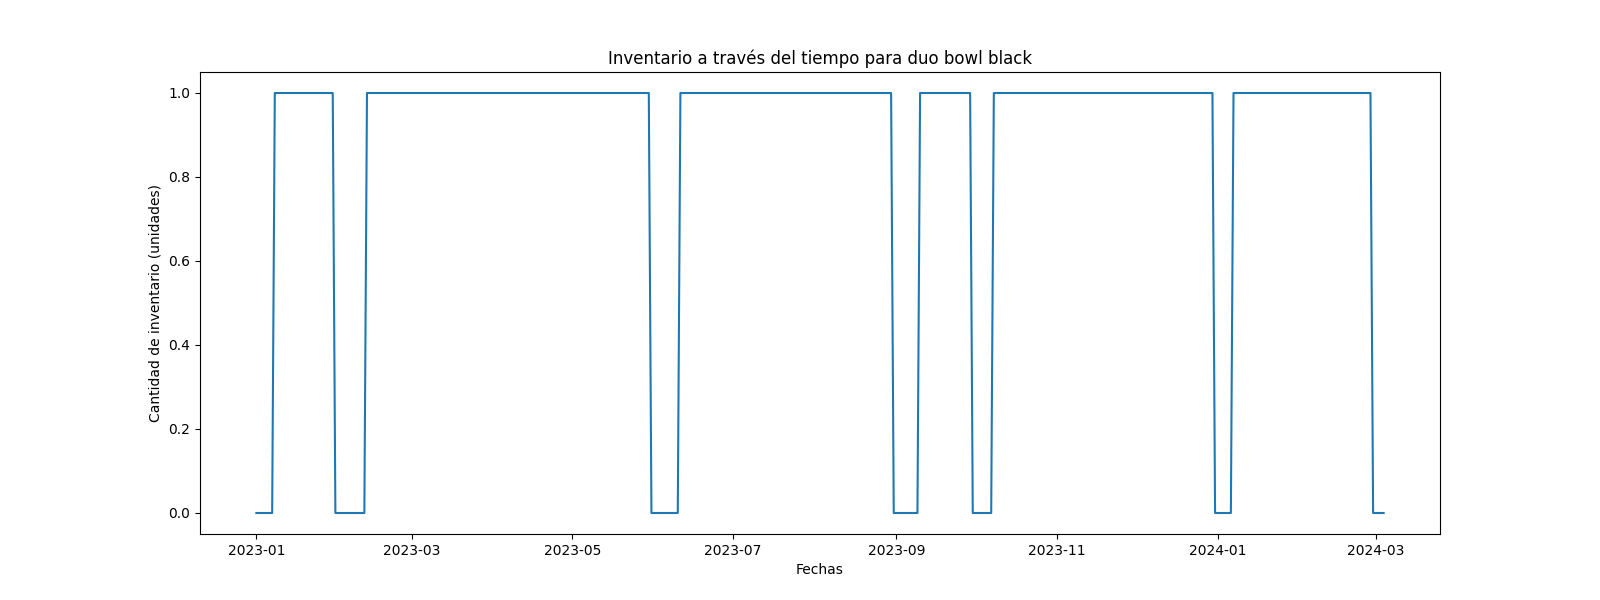 Inventario a través del tiempo para duo bowl black
Cantidad de inventario (unidades)
1.0
0.8
0.6
0.4
0.2
0.0
2023-01 2023-03 2023-05 2023-07 2023-09 2023-11 2024-01 2024-03
Fechas